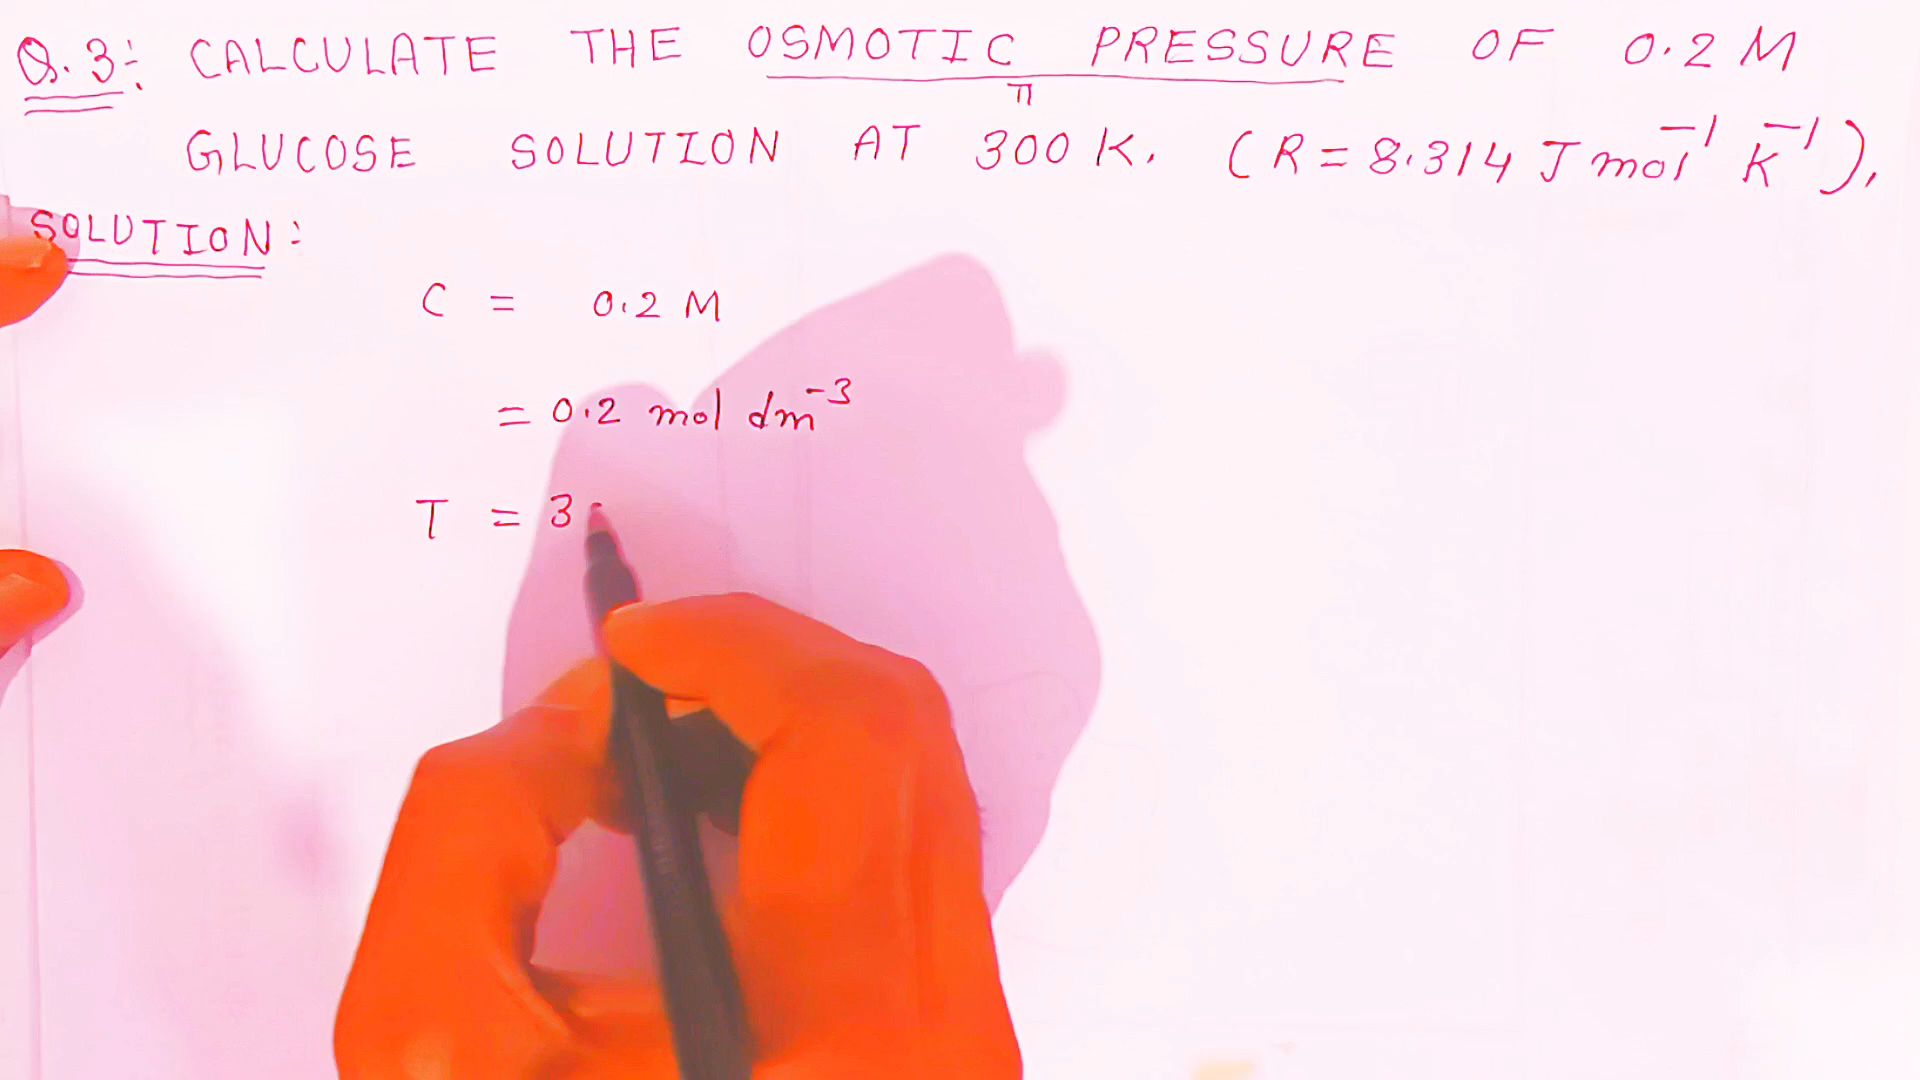 Q.3:- CALCULATE THE OSMOTIC PRESSURE OF 0.2 M
π
GLUCOSE SOLUTION AT 300 K. (R = 8.314 J mol⁻¹ K⁻¹).
SOLUTION:
C = 0.2 M
= 0.2 mol dm⁻³
T = 3